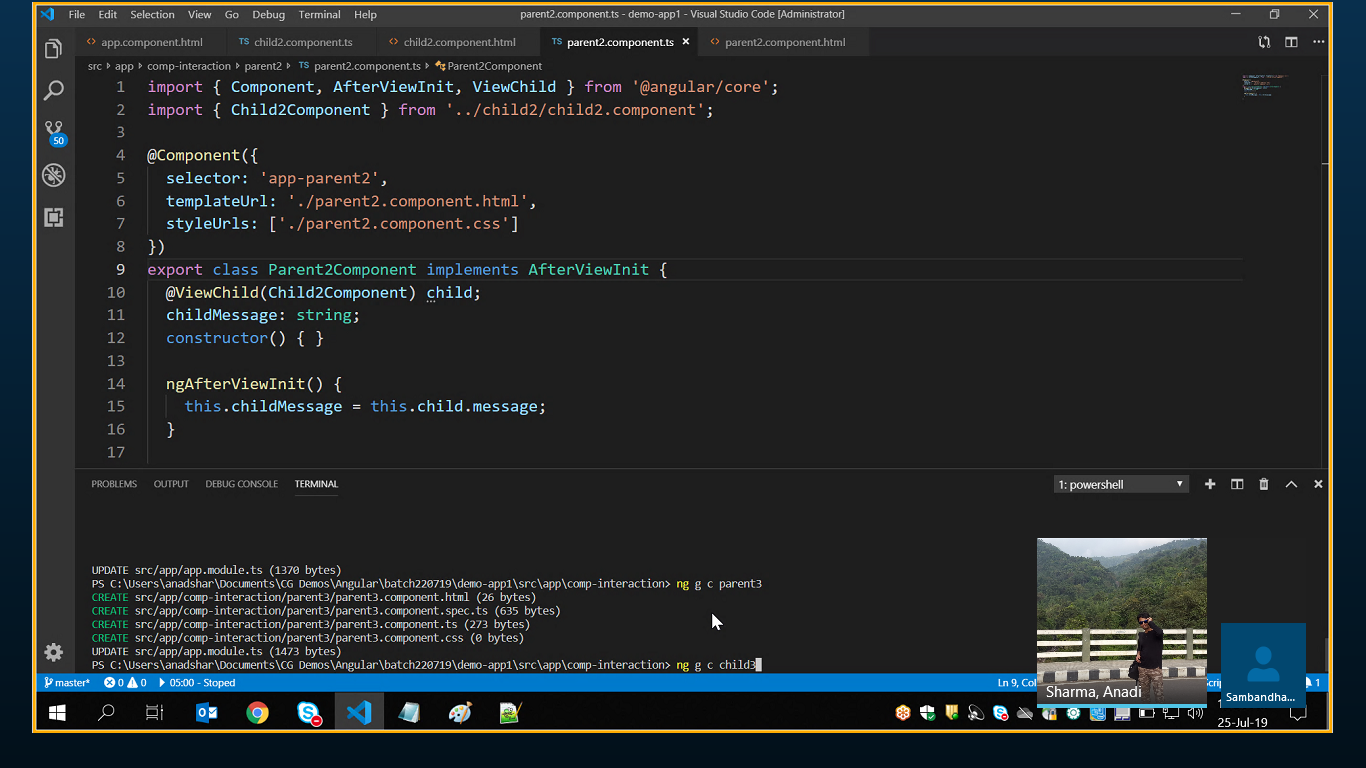 File Edit Selection View Go Debug Terminal Help parent2.component.ts - demo-app1 - Visual Studio Code [Administrator]
app.component.html TS child2.component.ts child2.component.html TS parent2.component.ts × parent2.component.html
src > app > comp-interaction > parent2 > TS parent2.component.ts > Parent2Component
1 import { Component, AfterViewInit, ViewChild } from '@angular/core';
2 import { Child2Component } from '../child2/child2.component';
3
4 @Component({
5 selector: 'app-parent2',
6 templateUrl: './parent2.component.html',
7 styleUrls: ['./parent2.component.css']
8 })
9 export class Parent2Component implements AfterViewInit {
10 @ViewChild(Child2Component) child;
11 childMessage: string;
12 constructor() { }
13
14 ngAfterViewInit() {
15 this.childMessage = this.child.message;
16 }
17
50
PROBLEMS OUTPUT DEBUG CONSOLE TERMINAL 1: powershell
UPDATE src/app/app.module.ts (1370 bytes)
PS C:\Users\anadshar\Documents\CG Demos\Angular\batch220719\demo-app1\src\app\comp-interaction> ng g c parent3
CREATE src/app/comp-interaction/parent3/parent3.component.html (26 bytes)
CREATE src/app/comp-interaction/parent3/parent3.component.spec.ts (635 bytes)
CREATE src/app/comp-interaction/parent3/parent3.component.ts (273 bytes)
CREATE src/app/comp-interaction/parent3/parent3.component.css (0 bytes)
UPDATE src/app/app.module.ts (1473 bytes)
PS C:\Users\anadshar\Documents\CG Demos\Angular\batch220719\demo-app1\src\app\comp-interaction> ng g c child3
master* 0 0 05:00 - Stoped Ln 9, Col 1
Sharma, Anadi
Sambandha...
25-Jul-19